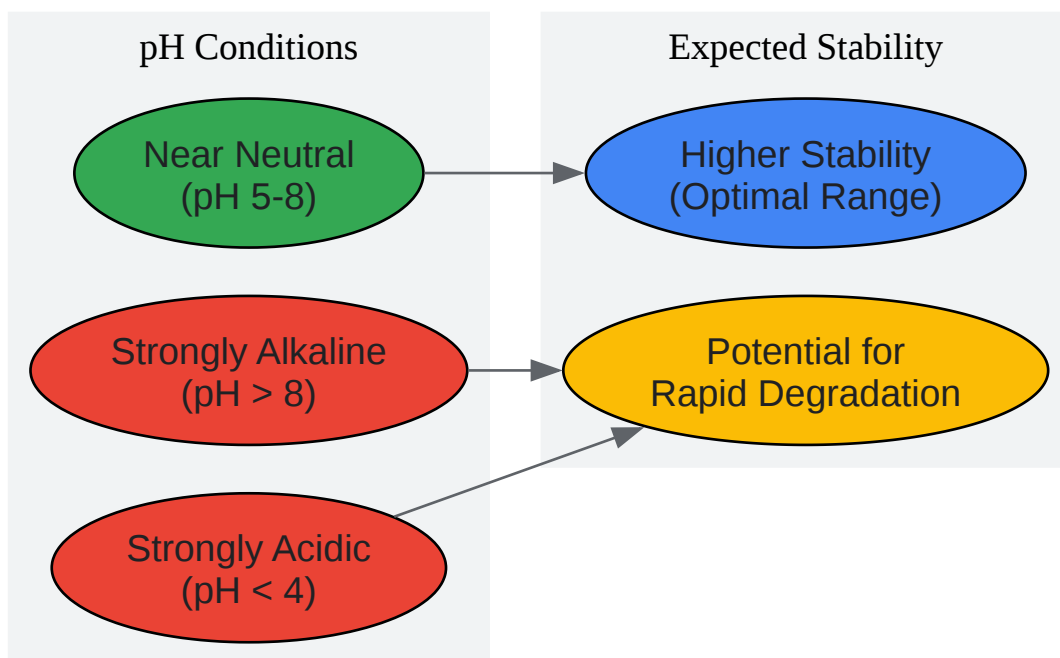 pH Conditions
Expected Stability
Near Neutral
(pH 5-8)
Higher Stability
(Optimal Range)
Strongly Alkaline
(pH > 8)
Potential for
Rapid Degradation
Strongly Acidic
(pH < 4)